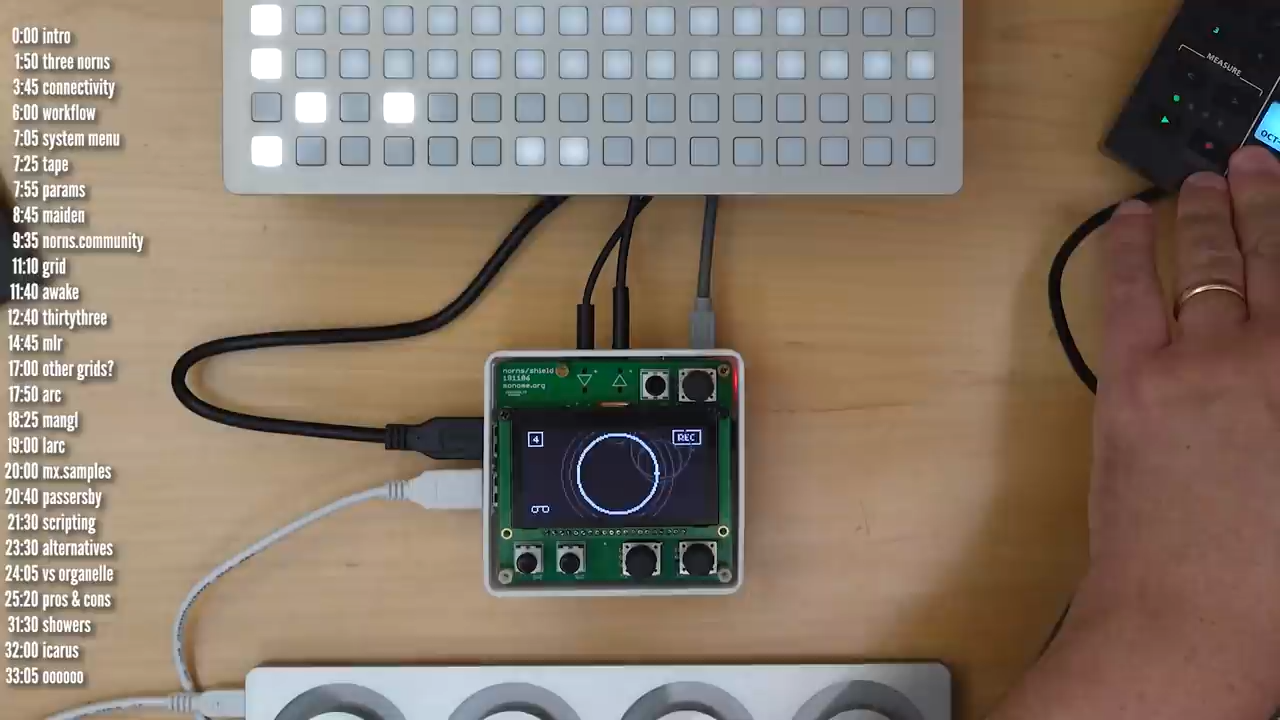 0:00 intro
1:50 three norns
3:45 connectivity
6:00 workflow
7:05 system menu
7:25 tape
7:55 params
8:45 maiden
9:35 norns.community
11:10 grid
11:40 awake
12:40 thirtythree
14:45 mlr
17:00 other grids?
17:50 arc
18:25 mangl
19:00 larc
20:00 mx.samples
20:40 passersby
21:30 scripting
23:30 alternatives
24:05 vs organelle
25:20 pros & cons
31:30 showers
32:00 icarus
33:05 oooooo
norns/shield
191106
monome.org
4
REC
3
MEASURE
OCT-